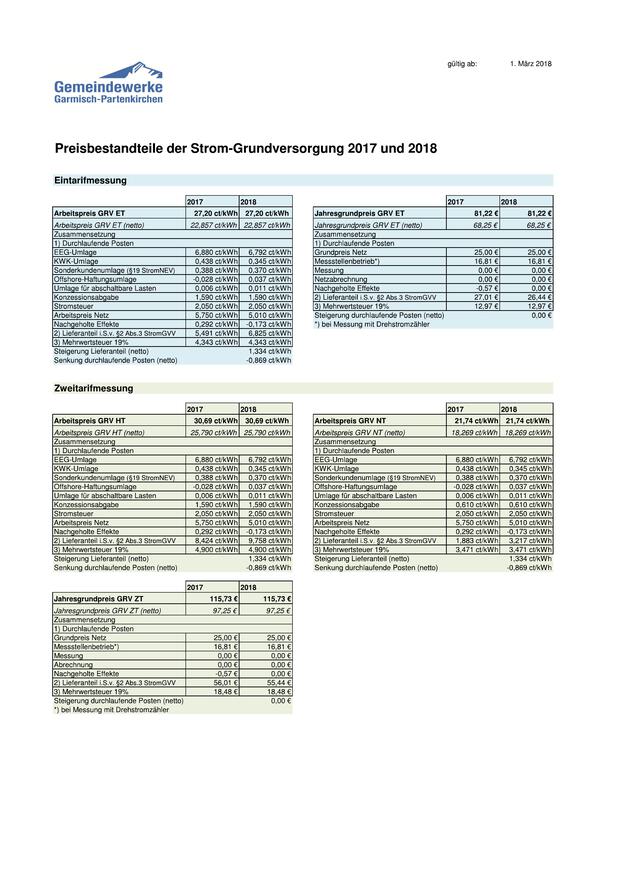 gültig ab: 1. März 2018
Gemeindewerke
Garmisch-Partenkirchen
Preisbestandteile der Strom-Grundversorgung 2017 und 2018
Eintarifmessung
2017 2018
Arbeitspreis GRV ET 27,20 ct/kWh 27,20 ct/kWh
Arbeitspreis GRV ET (netto) 22,857 ct/kWh 22,857 ct/kWh
Zusammensetzung
1) Durchlaufende Posten
EEG-Umlage 6,880 ct/kWh 6,792 ct/kWh
KWK-Umlage 0,438 ct/kWh 0,345 ct/kWh
Sonderkundenumlage (§19 StromNEV) 0,388 ct/kWh 0,370 ct/kWh
Offshore-Haftungsumlage -0,028 ct/kWh 0,037 ct/kWh
Umlage für abschaltbare Lasten 0,006 ct/kWh 0,011 ct/kWh
Konzessionsabgabe 1,590 ct/kWh 1,590 ct/kWh
Stromsteuer 2,050 ct/kWh 2,050 ct/kWh
Arbeitspreis Netz 5,750 ct/kWh 5,010 ct/kWh
Nachgeholte Effekte 0,292 ct/kWh -0,173 ct/kWh
2) Lieferanteil i.S.v. §2 Abs.3 StromGVV 5,491 ct/kWh 6,825 ct/kWh
3) Mehrwertsteuer 19% 4,343 ct/kWh 4,343 ct/kWh
Steigerung Lieferanteil (netto) 1,334 ct/kWh
Senkung durchlaufende Posten (netto) -0,869 ct/kWh
2017 2018
Jahresgrundpreis GRV ET 81,22 € 81,22 €
Jahresgrundpreis GRV ET (netto) 68,25 € 68,25 €
Zusammensetzung
1) Durchlaufende Posten
Grundpreis Netz 25,00 € 25,00 €
Messstellenbetrieb*) 16,81 € 16,81 €
Messung 0,00 € 0,00 €
Netzabrechnung 0,00 € 0,00 €
Nachgeholte Effekte -0,57 € 0,00 €
2) Lieferanteil i.S.v. §2 Abs.3 StromGVV 27,01 € 26,44 €
3) Mehrwertsteuer 19% 12,97 € 12,97 €
Steigerung durchlaufende Posten (netto) 0,00 €
*) bei Messung mit Drehstromzähler
Zweitarifmessung
2017 2018
Arbeitspreis GRV HT 30,69 ct/kWh 30,69 ct/kWh
Arbeitspreis GRV HT (netto) 25,790 ct/kWh 25,790 ct/kWh
Zusammensetzung
1) Durchlaufende Posten
EEG-Umlage 6,880 ct/kWh 6,792 ct/kWh
KWK-Umlage 0,438 ct/kWh 0,345 ct/kWh
Sonderkundenumlage (§19 StromNEV) 0,388 ct/kWh 0,370 ct/kWh
Offshore-Haftungsumlage -0,028 ct/kWh 0,037 ct/kWh
Umlage für abschaltbare Lasten 0,006 ct/kWh 0,011 ct/kWh
Konzessionsabgabe 1,590 ct/kWh 1,590 ct/kWh
Stromsteuer 2,050 ct/kWh 2,050 ct/kWh
Arbeitspreis Netz 5,750 ct/kWh 5,010 ct/kWh
Nachgeholte Effekte 0,292 ct/kWh -0,173 ct/kWh
2) Lieferanteil i.S.v. §2 Abs.3 StromGVV 8,424 ct/kWh 9,758 ct/kWh
3) Mehrwertsteuer 19% 4,900 ct/kWh 4,900 ct/kWh
Steigerung Lieferanteil (netto) 1,334 ct/kWh
Senkung durchlaufende Posten (netto) -0,869 ct/kWh
2017 2018
Arbeitspreis GRV NT 21,74 ct/kWh 21,74 ct/kWh
Arbeitspreis GRV NT (netto) 18,269 ct/kWh 18,269 ct/kWh
Zusammensetzung
1) Durchlaufende Posten
EEG-Umlage 6,880 ct/kWh 6,792 ct/kWh
KWK-Umlage 0,438 ct/kWh 0,345 ct/kWh
Sonderkundenumlage (§19 StromNEV) 0,388 ct/kWh 0,370 ct/kWh
Offshore-Haftungsumlage -0,028 ct/kWh 0,037 ct/kWh
Umlage für abschaltbare Lasten 0,006 ct/kWh 0,011 ct/kWh
Konzessionsabgabe 0,610 ct/kWh 0,610 ct/kWh
Stromsteuer 2,050 ct/kWh 2,050 ct/kWh
Arbeitspreis Netz 5,750 ct/kWh 5,010 ct/kWh
Nachgeholte Effekte 0,292 ct/kWh -0,173 ct/kWh
2) Lieferanteil i.S.v. §2 Abs.3 StromGVV 1,883 ct/kWh 3,217 ct/kWh
3) Mehrwertsteuer 19% 3,471 ct/kWh 3,471 ct/kWh
Steigerung Lieferanteil (netto) 1,334 ct/kWh
Senkung durchlaufende Posten (netto) -0,869 ct/kWh
2017 2018
Jahresgrundpreis GRV ZT 115,73 € 115,73 €
Jahresgrundpreis GRV ZT (netto) 97,25 € 97,25 €
Zusammensetzung
1) Durchlaufende Posten
Grundpreis Netz 25,00 € 25,00 €
Messstellenbetrieb*) 16,81 € 16,81 €
Messung 0,00 € 0,00 €
Abrechnung 0,00 € 0,00 €
Nachgeholte Effekte -0,57 € 0,00 €
2) Lieferanteil i.S.v. §2 Abs.3 StromGVV 56,01 € 55,44 €
3) Mehrwertsteuer 19% 18,48 € 18,48 €
Steigerung durchlaufende Posten (netto) 0,00 €
*) bei Messung mit Drehstromzähler